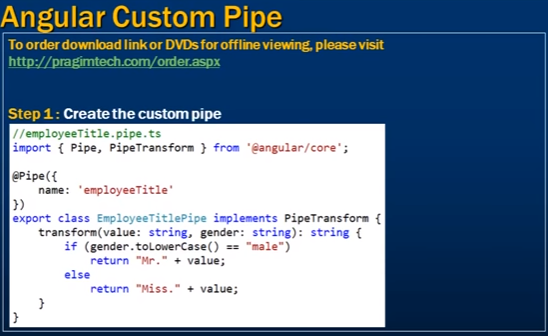 Angular Custom Pipe
To order download link or DVDs for offline viewing, please visit
http://pragimtech.com/order.aspx
Step 1 : Create the custom pipe
//employeeTitle.pipe.ts
import { Pipe, PipeTransform } from '@angular/core';
@Pipe({
    name: 'employeeTitle'
})
export class EmployeeTitlePipe implements PipeTransform {
    transform(value: string, gender: string): string {
        if (gender.toLowerCase() == "male")
            return "Mr." + value;
        else
            return "Miss." + value;
    }
}